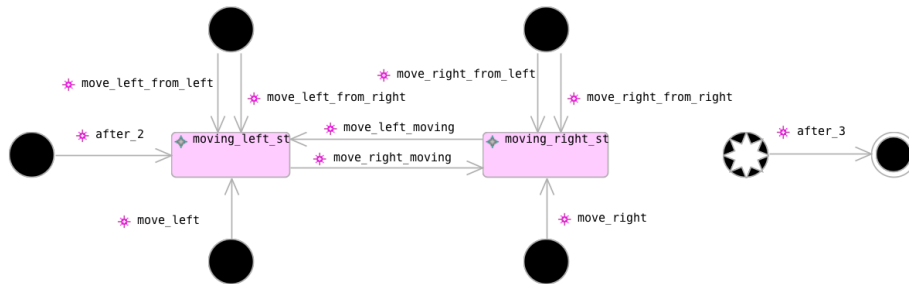 move_left_from_left
move_left_from_right
move_right_from_left
move_right_from_right
after_2
moving_left_st
move_left_moving
move_right_moving
moving_right_st
after_3
move_left
move_right